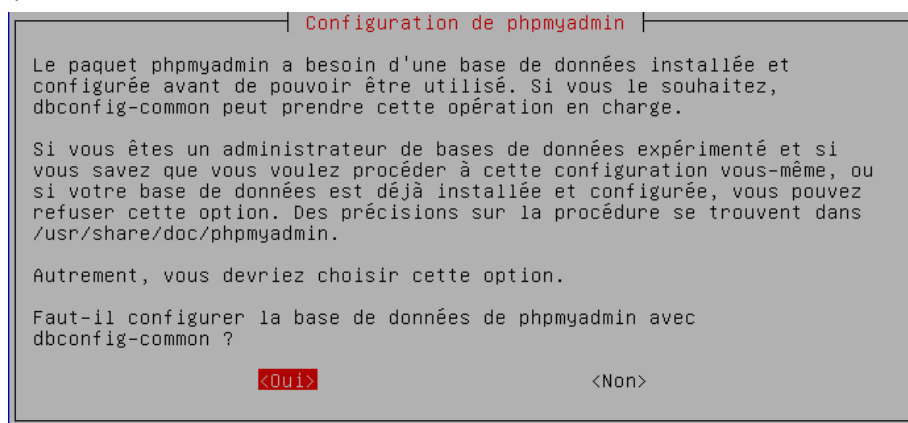 Configuration de phpmyadmin
Le paquet phpmyadmin a besoin d'une base de données installée et
configurée avant de pouvoir être utilisé. Si vous le souhaitez,
dbconfig-common peut prendre cette opération en charge.
Si vous êtes un administrateur de bases de données expérimenté et si
vous savez que vous voulez procéder à cette configuration vous-même, ou
si votre base de données est déjà installée et configurée, vous pouvez
refuser cette option. Des précisions sur la procédure se trouvent dans
/usr/share/doc/phpmyadmin.
Autrement, vous devriez choisir cette option.
Faut-il configurer la base de données de phpmyadmin avec
dbconfig-common ?
<Oui> <Non>